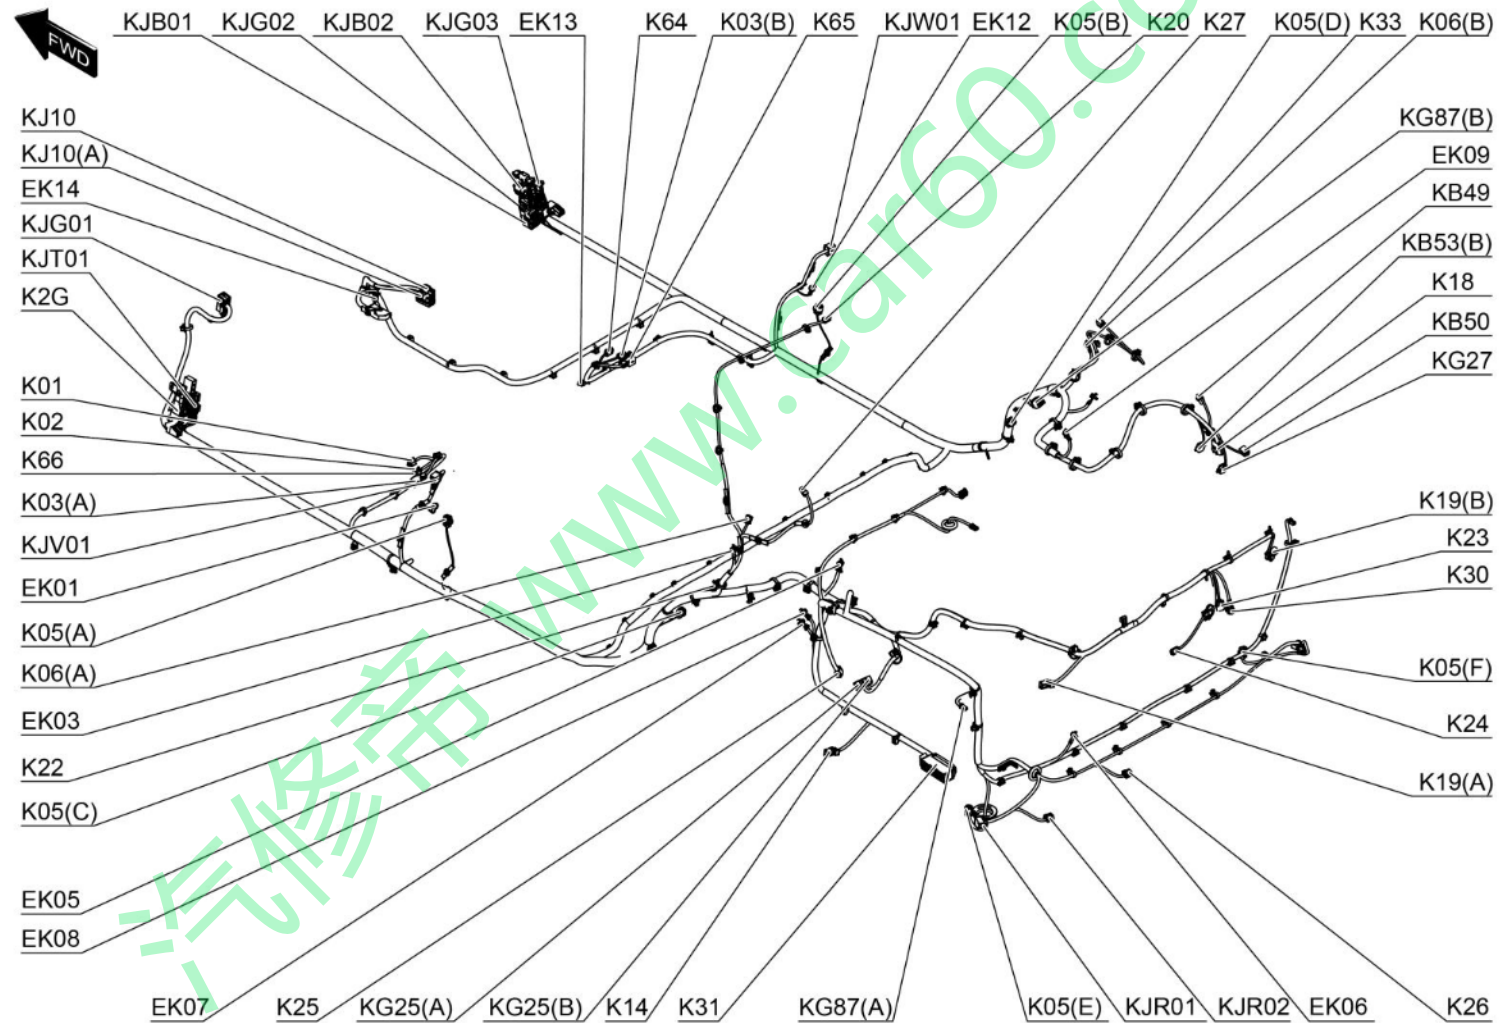 FWD
KJB01 KJG02 KJB02 KJG03 EK13 K64 K03(B) K65 KJW01 EK12 K05(B) K20 K27 K05(D) K33 K06(B)
KJ10
KJ10(A)
EK14
KJG01
KJT01
K2G
K01
K02
K66
K03(A)
KJV01
EK01
K05(A)
K06(A)
EK03
K22
K05(C)
EK05
EK08
KG87(B)
EK09
KB49
KB53(B)
K18
KB50
KG27
K19(B)
K23
K30
K05(F)
K24
K19(A)
EK07 K25 KG25(A) KG25(B) K14 K31 KG87(A) K05(E) KJR01 KJR02 EK06 K26
汽修帝 www.car60.co